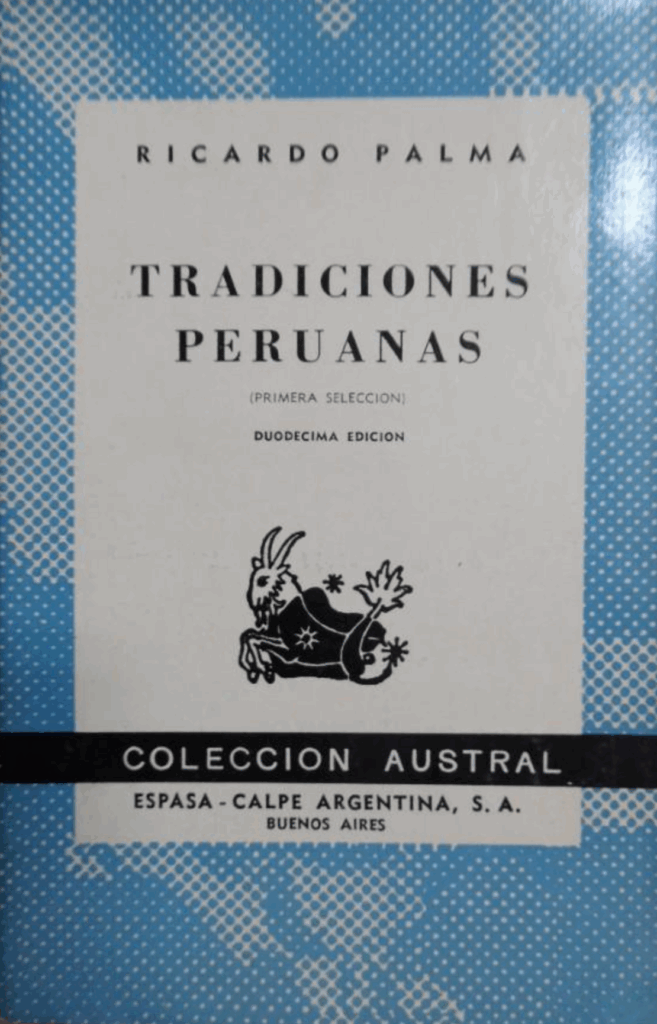 RICARDO PALMA
TRADICIONES
PERUANAS
(PRIMERA SELECCION)
DUODECIMA EDICION
COLECCION AUSTRAL
ESPASA-CALPE ARGENTINA, S. A.
BUENOS AIRES